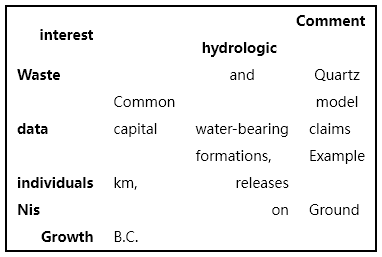 Comment
interest
hydrologic
Waste and Quartz
Common model
data capital water-bearing claims
formations, Example
individuals km, releases
Nis on Ground
Growth B.C.